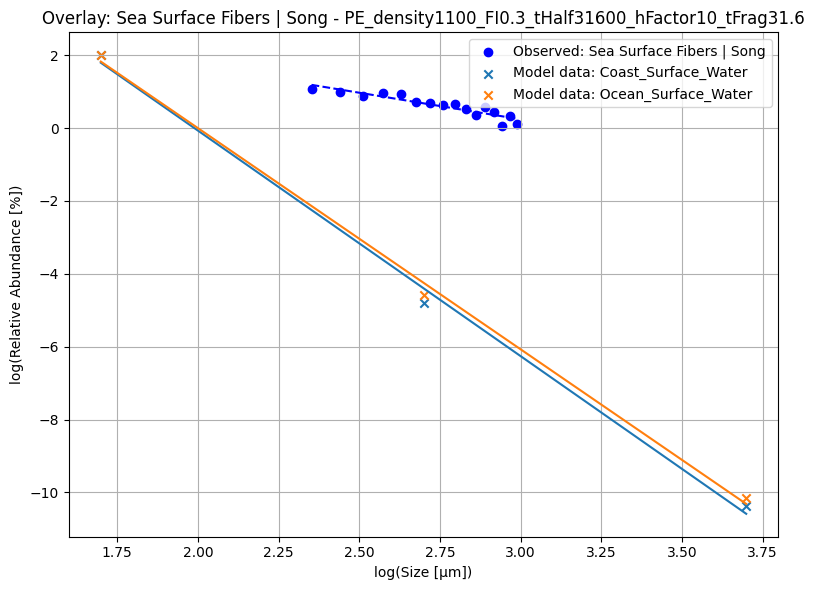 Overlay: Sea Surface Fibers | Song - PE_density1100_FI0.3_tHalf31600_hFactor10_tFrag31.6
Observed: Sea Surface Fibers | Song
Model data: Coast_Surface_Water
Model data: Ocean_Surface_Water
log(Relative Abundance [%])
2
0
−2
−4
−6
−8
−10
1.75 2.00 2.25 2.50 2.75 3.00 3.25 3.50 3.75
log(Size [μm])